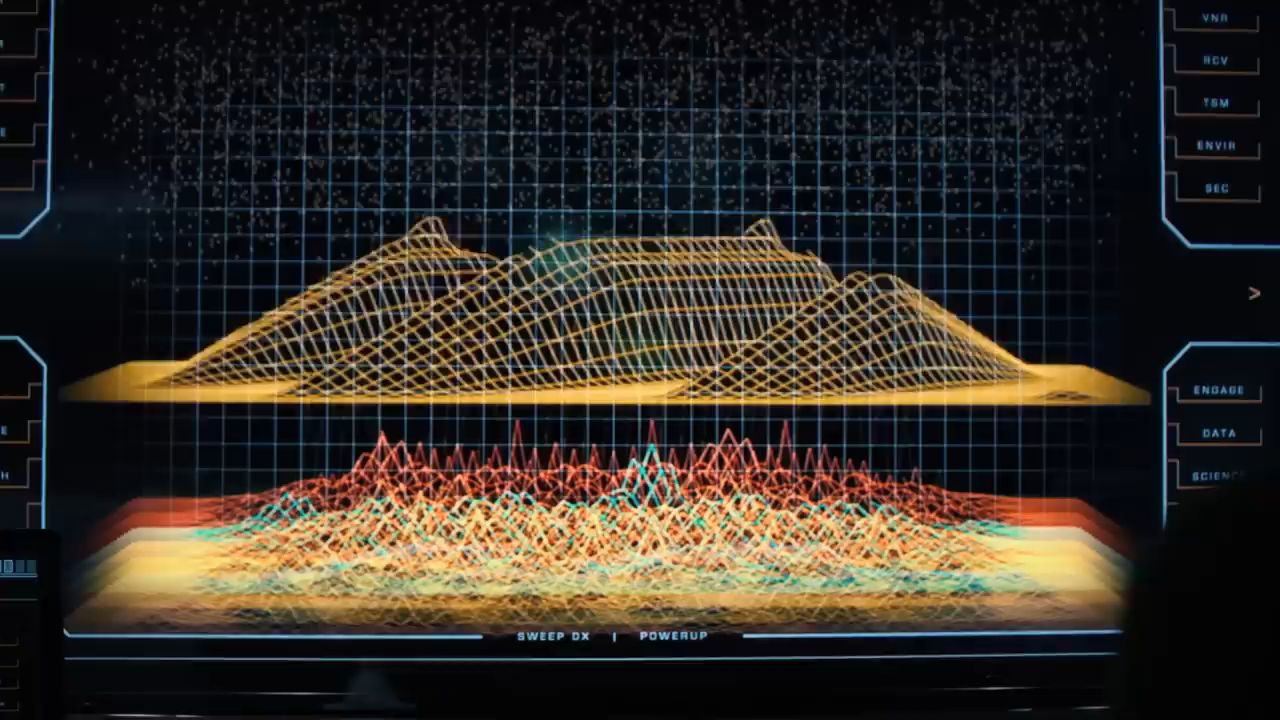 VNR
RCV
TSM
ENVIR
SEC
>
ENGAGE
DATA
SCIENCE
SWEEP DX | POWERUP